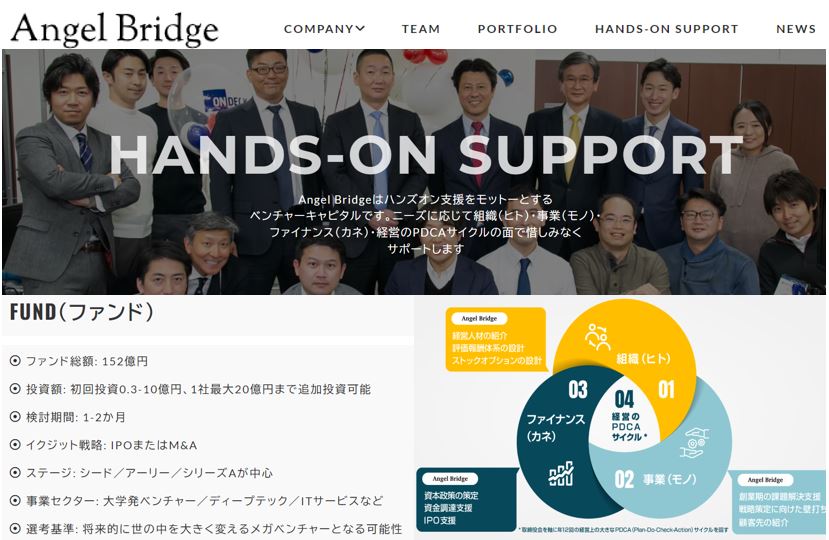 Angel Bridge
COMPANY TEAM PORTFOLIO HANDS-ON SUPPORT NEWS
ONDECK
HANDS-ON SUPPORT
Angel Bridgeはハンズオン支援をモットーとする
ベンチャーキャピタルです。ニーズに応じて組織（ヒト）・事業（モノ）・
ファイナンス（カネ）・経営のPDCAサイクルの面で惜しみなく
サポートします
FUND（ファンド）
ファンド総額: 152億円
投資額: 初回投資0.3-10億円、1社最大20億円まで追加投資可能
検討期間: 1-2か月
イクジット戦略: IPOまたはM&A
ステージ: シード／アーリー／シリーズAが中心
事業セクター: 大学発ベンチャー／ディープテック／ITサービスなど
選考基準: 将来的に世の中を大きく変えるメガベンチャーとなる可能性
Angel Bridge
経営人材の紹介
評価報酬体系の設計
ストックオプションの設計
組織（ヒト）
01
03
ファイナンス
（カネ）
04
経営の
PDCA
サイクル*
02 事業（モノ）
Angel Bridge
資本政策の策定
資金調達支援
IPO支援
Angel Bridge
創業期の課題解決支援
戦略策定に向けた壁打ち
顧客先の紹介
*取締役会を軸に年12回の経営上の大きなPDCA（Plan-Do-Check-Action）サイクルを回す